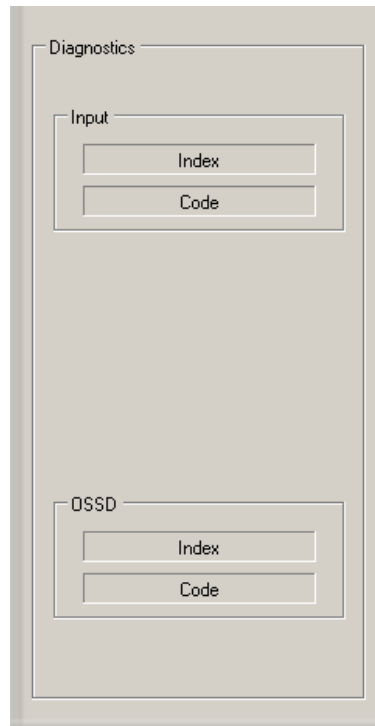 Diagnostics
Input
Index
Code
OSSD
Index
Code